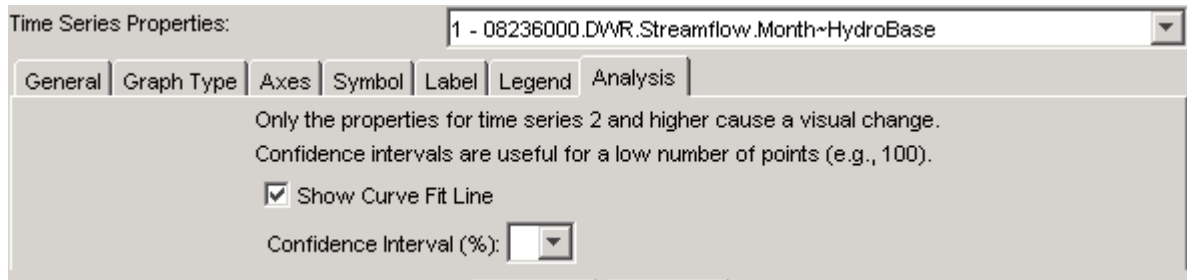 Time Series Properties: 1 - 08236000.DWR.Streamflow.Month~HydroBase
General Graph Type Axes Symbol Label Legend Analysis
Only the properties for time series 2 and higher cause a visual change.
Confidence intervals are useful for a low number of points (e.g., 100).
Show Curve Fit Line
Confidence Interval (%):